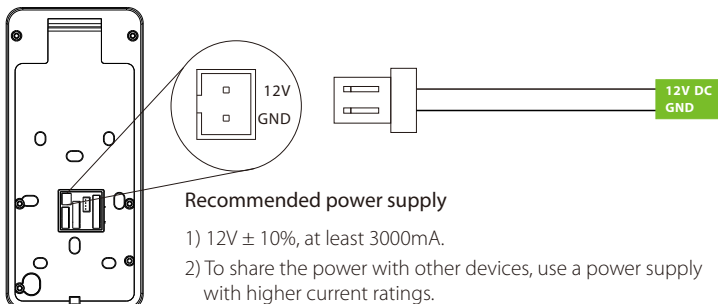 12V
GND
12V DC
GND
Recommended power supply
1) 12V ± 10%, at least 3000mA.
2) To share the power with other devices, use a power supply
with higher current ratings.